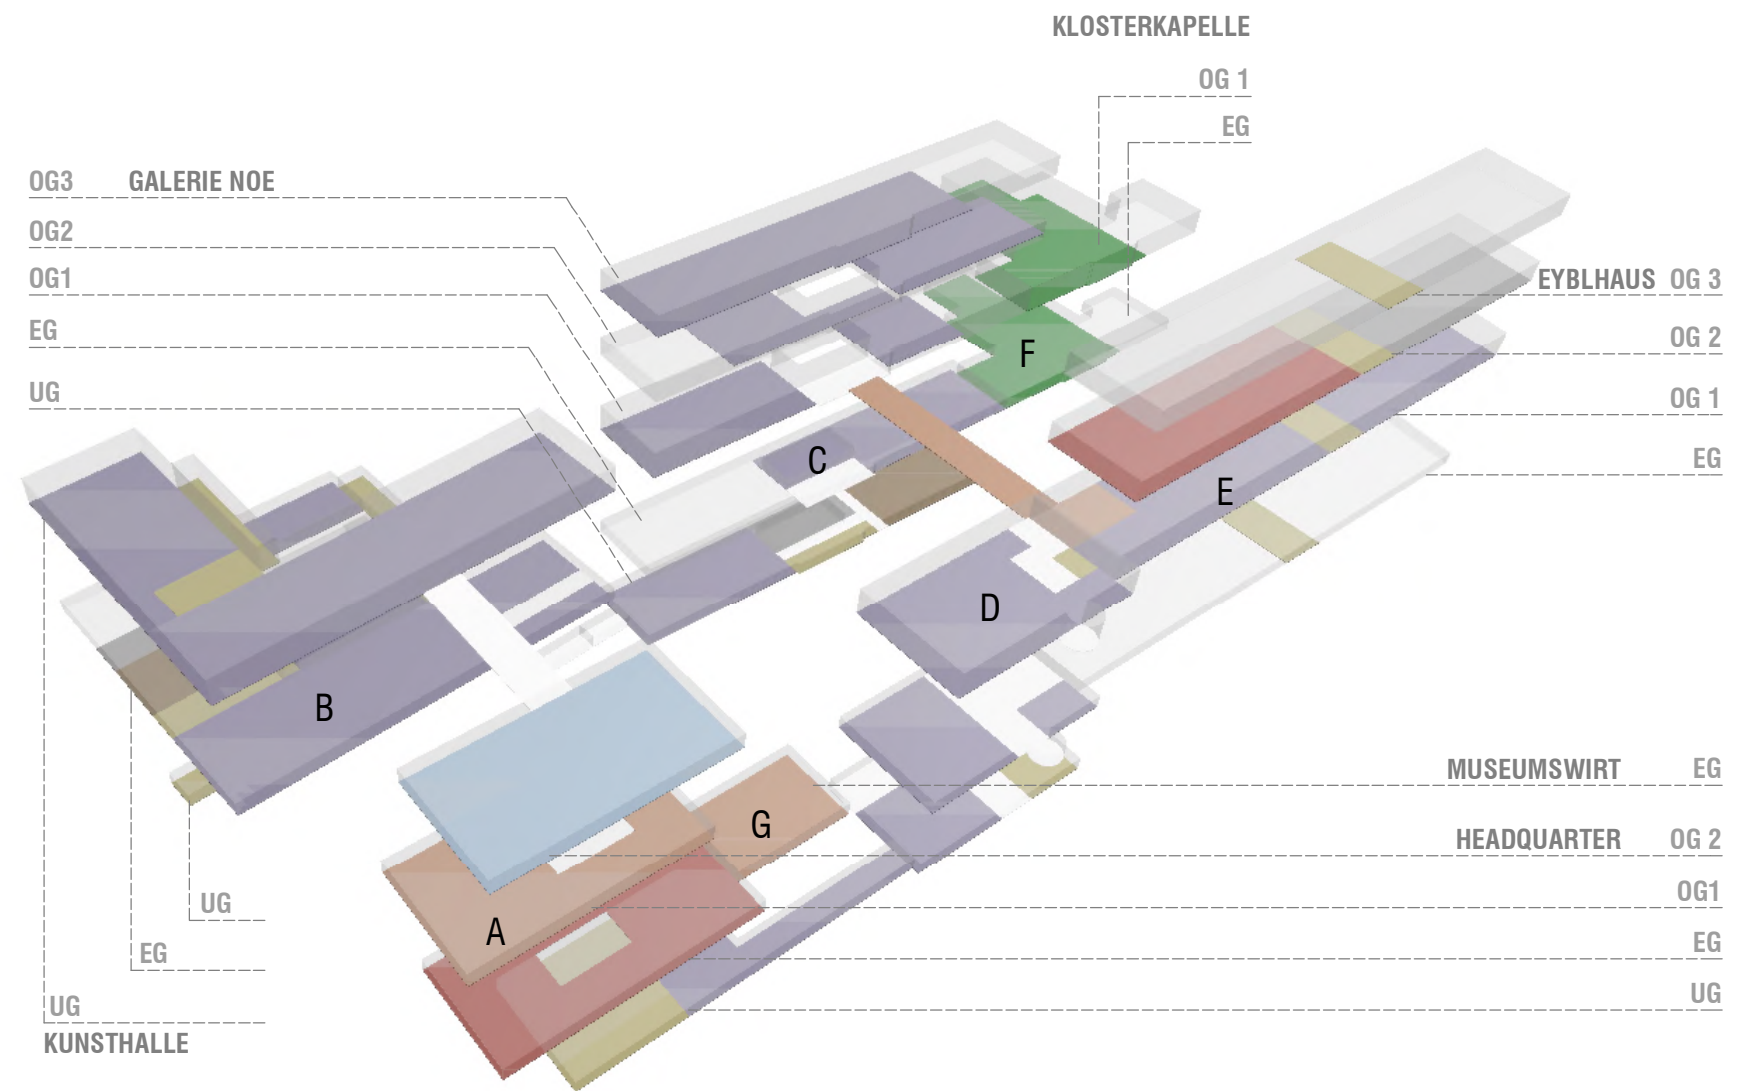 KLOSTERKAPELLE
OG 1
EG
OG3 GALERIE NOE
OG2
OG1
EG
UG
EYBLHAUS OG 3
OG 2
OG 1
EG
F
C
E
D
B
G
A
MUSEUMSWIRT EG
HEADQUARTER OG 2
OG1
EG
UG
UG
EG
UG
KUNSTHALLE